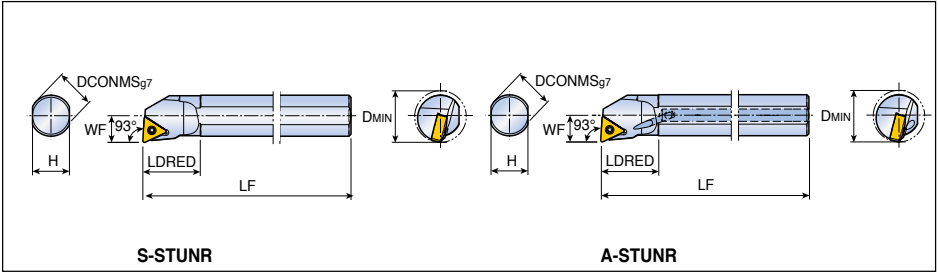 DCONMSg7
WF
93°
H
LDRED
LF
DMIN
S-STUNR
DCONMSg7
WF
93°
H
LDRED
LF
DMIN
A-STUNR